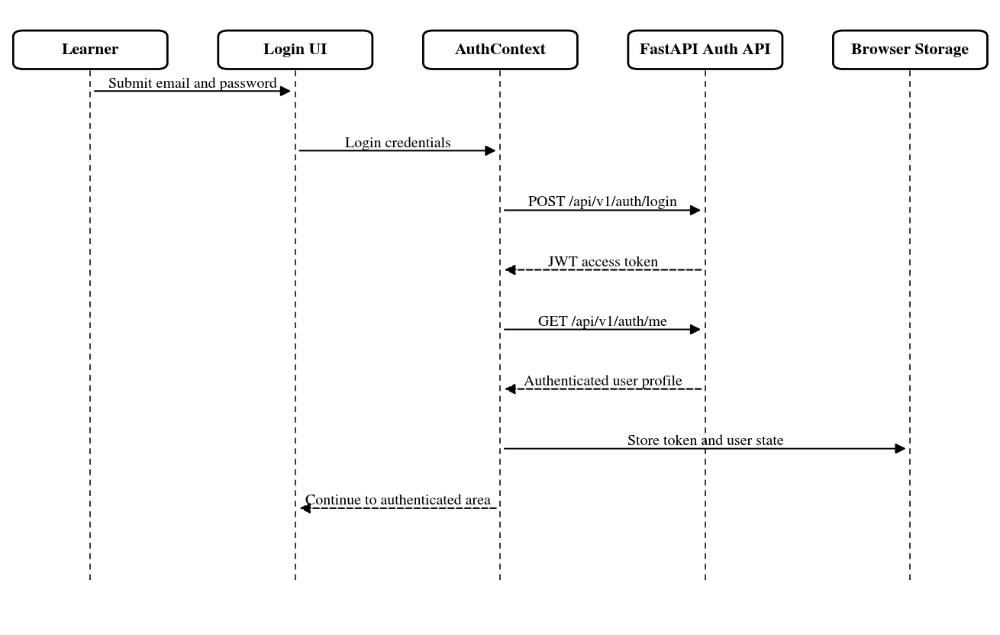 Learner
Login UI
AuthContext
FastAPI Auth API
Browser Storage
Submit email and password
Login credentials
POST /api/v1/auth/login
JWT access token
GET /api/v1/auth/me
Authenticated user profile
Store token and user state
Continue to authenticated area